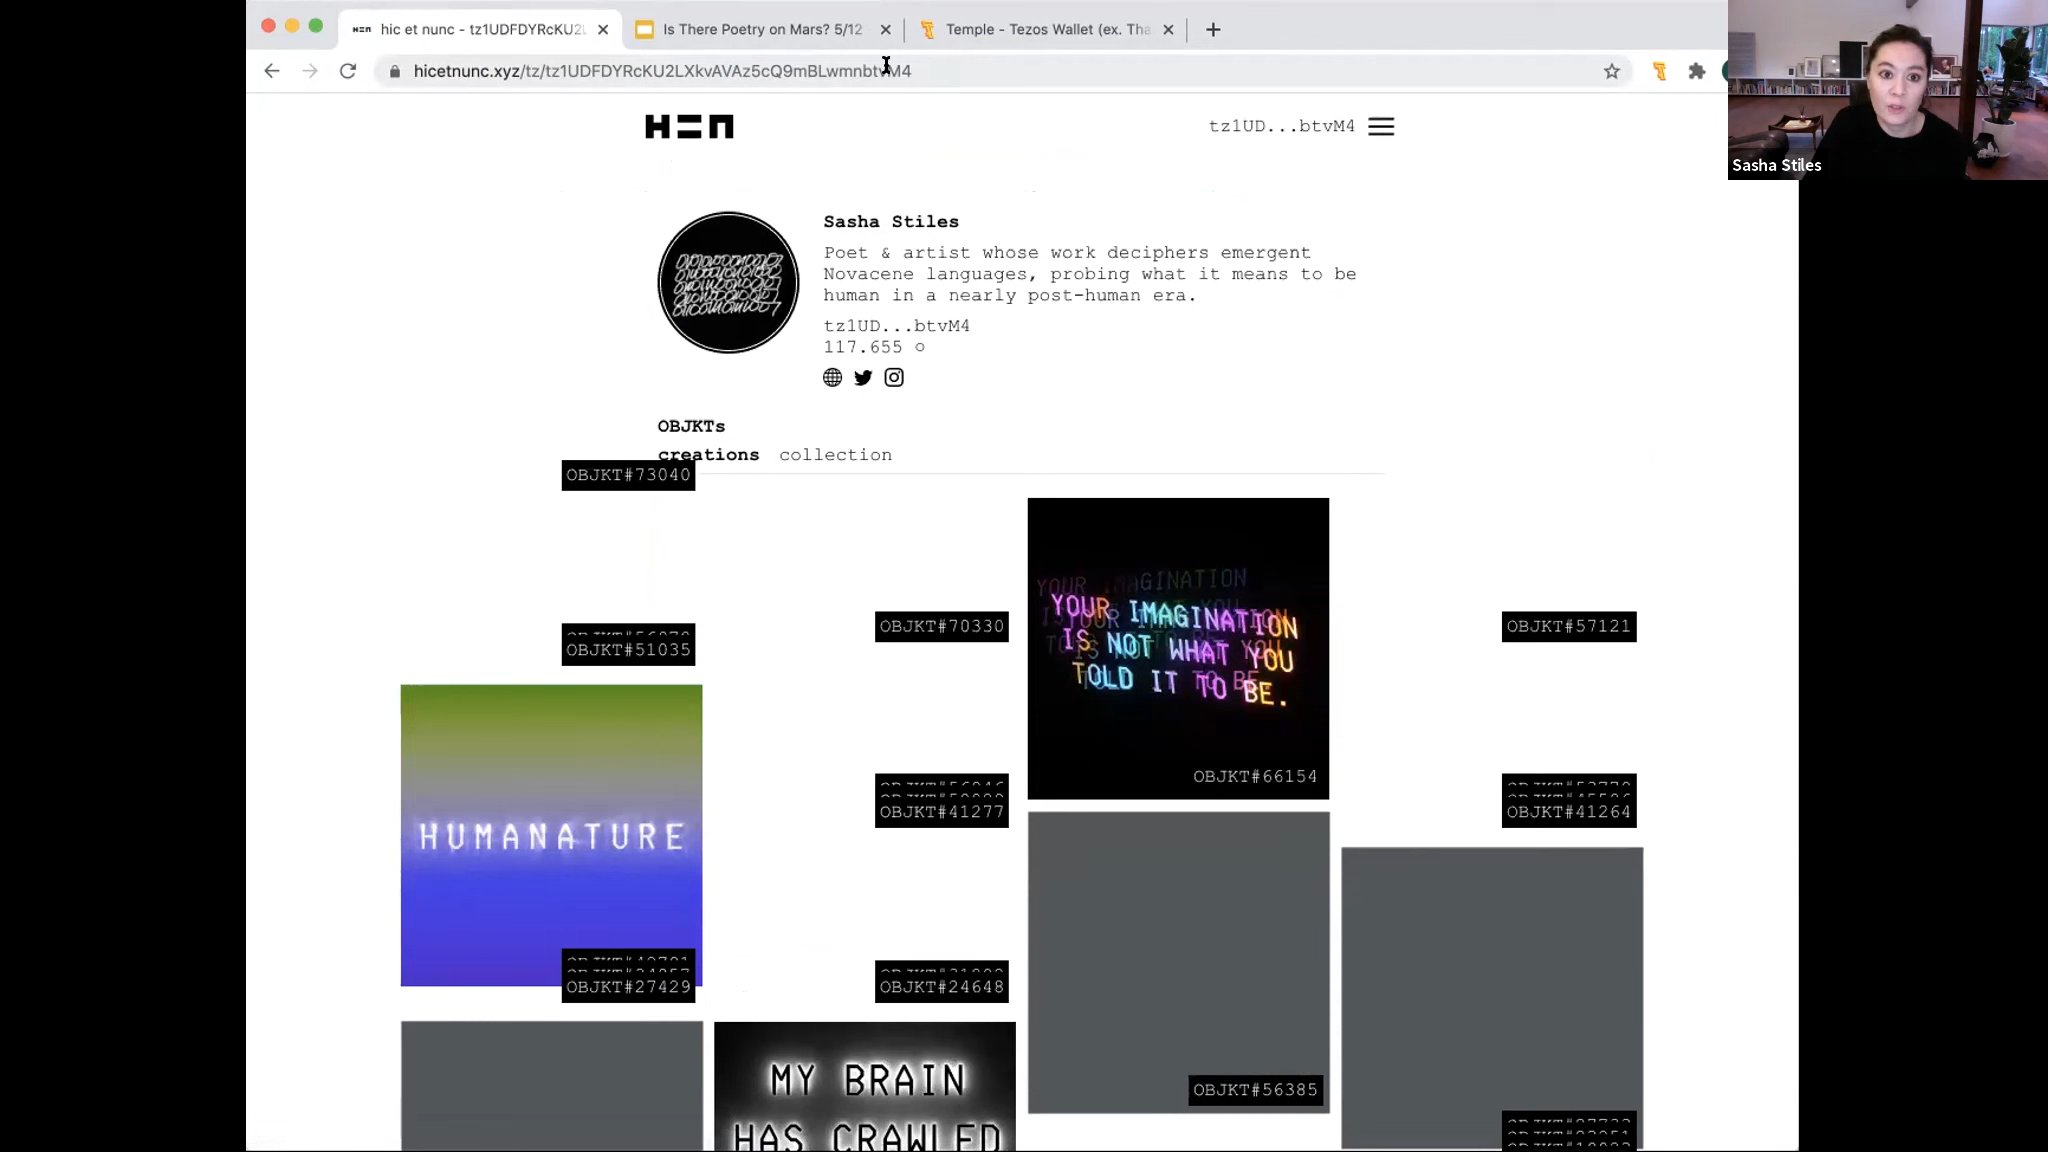 hic et nunc - tz1UDFDYRcKU2L
Is There Poetry on Mars? 5/12
Temple - Tezos Wallet (ex. Tha
hicetnunc.xyz/tz/tz1UDFDYRcKU2LXkvAVAz5cQ9mBLwmnbtvM4
Sasha Stiles
tz1UD...btvM4
Sasha Stiles
Poet & artist whose work deciphers emergent
Novacene languages, probing what it means to be
human in a nearly post-human era.
tz1UD...btvM4
117.655
OBJKTs
creations collection
OBJKT#73040
YOUR IMAGINATION
IS NOT WHAT YOU
TOLD IT TO BE.
OBJKT#70330
OBJKT#57121
OBJKT#51035
OBJKT#66154
OBJKT#41277
OBJKT#41264
HUMANATURE
OBJKT#27429
OBJKT#24648
MY BRAIN
HAS CRAWLED
OBJKT#56385